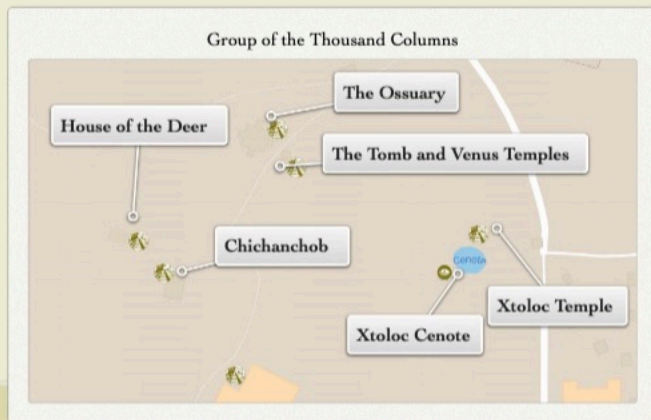 Group of the Thousand Columns
The Ossuary
House of the Deer
The Tomb and Venus Temples
Chichanchob
Cenote
Xtoloc Temple
Xtoloc Cenote